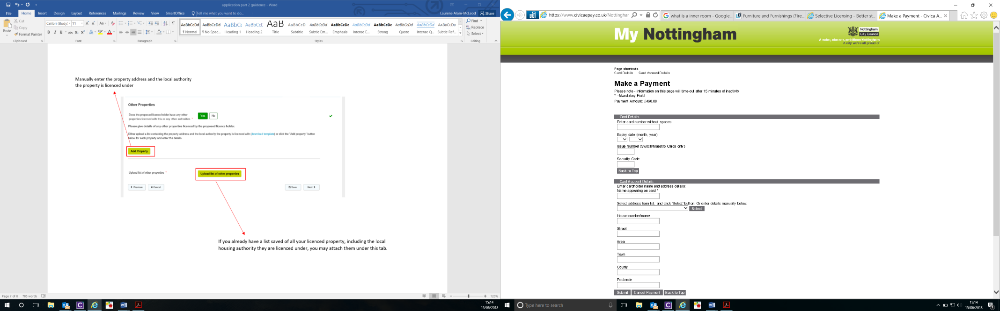 application part 2 guidence - Word
Laurene Alam-McLeod Share
File Home Insert Design Layout References Mailings Review View SmartOffice Tell me what you want to do...
Paste
Cut
Copy
Format Painter
Clipboard
Calibri (Body) 11
Font
Paragraph
AaBbCcDd AaBbCcDd AaBbCc AaBbCcE AaB AaBbCcD AaBbCcDd AaBbCcDc AaBbCcDd AaBbCcDc AaBbCcDd AaBbCcDd AABBCCDD
¶ Normal ¶ No Spac... Heading 1 Heading 2 Title Subtitle Subtle Em... Emphasis Intense E... Strong Quote Intense Q... Subtle Ref...
Styles
Find
Replace
Select
Editing
Manually enter the property address and the local authority
the property is licenced under
Other Properties
Does the proposed licence holder have any other
properties licensed with this or any other authorities *
Yes No
Please give details of any other properties licenced by the proposed licence holder.
Either upload a list containing the property address and the local authority the property is licenced with (download template) or click the "Add property" button
below for each property and enter the details.
Add Property
Upload list of other properties * Upload list of other properties
Previous Cancel Save Next
If you already have a list saved of all your licenced property, including the local
housing authority they are licenced under, you may attach them under this tab.
Page 7 of 8 785 words 120%
15:14
15/06/2018
https://www.civicaepay.co.uk/Nottinghar
what is a inner room - Google...
Furniture and Furnishings (Fire...
Selective Licensing - Better st...
Make a Payment - Civica A...
My Nottingham
Nottingham
City Council
A safer, cleaner, ambitious Nottingham
A city we're all proud of
Page shortcuts
Card Details Card Account Details
Make a Payment
Please note - information on this page will time-out after 15 minutes of inactivity
* =Mandatory Field
Payment Amount: £460.00
Card Details
Enter card number without spaces
Expiry date (month, year)
Issue Number (Switch/Maestro Cards only)
Security Code
Back to Top
Card Account Details
Enter cardholder name and address details:
Name appearing on card *
Select address from list, and click 'Select' button. Or enter details manually below.
Select
House number/name
Street
Area
Town
County
Postcode
Submit Cancel Payment Back to Top
Type here to search
15:14
15/06/2018